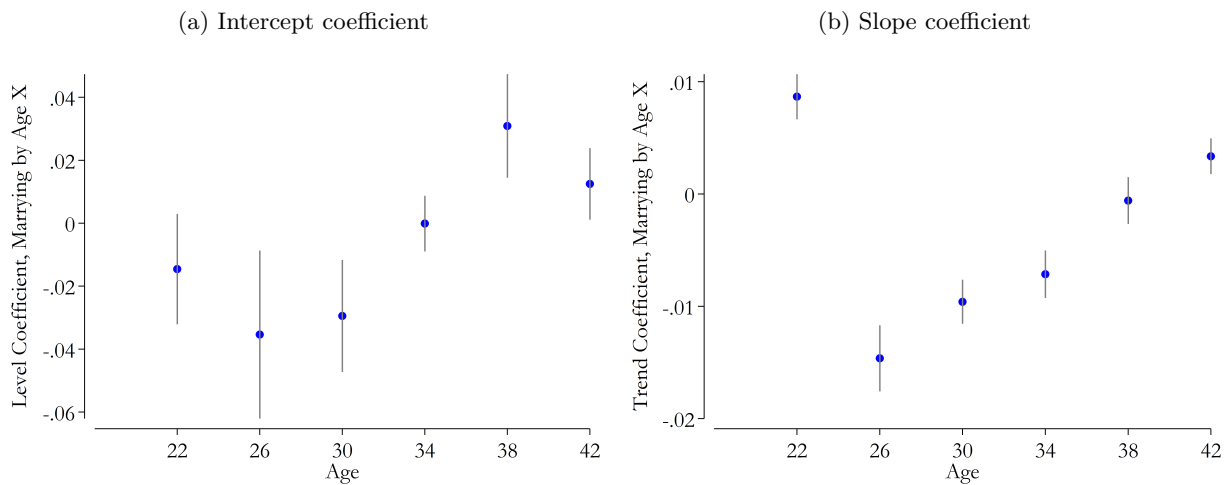 (a) Intercept coefficient
Level Coefficient, Marrying by Age X
.04
.02
0
-.02
-.04
-.06
22 26 30 34 38 42
Age
(b) Slope coefficient
Trend Coefficient, Marrying by Age X
.01
0
-.01
-.02
22 26 30 34 38 42
Age